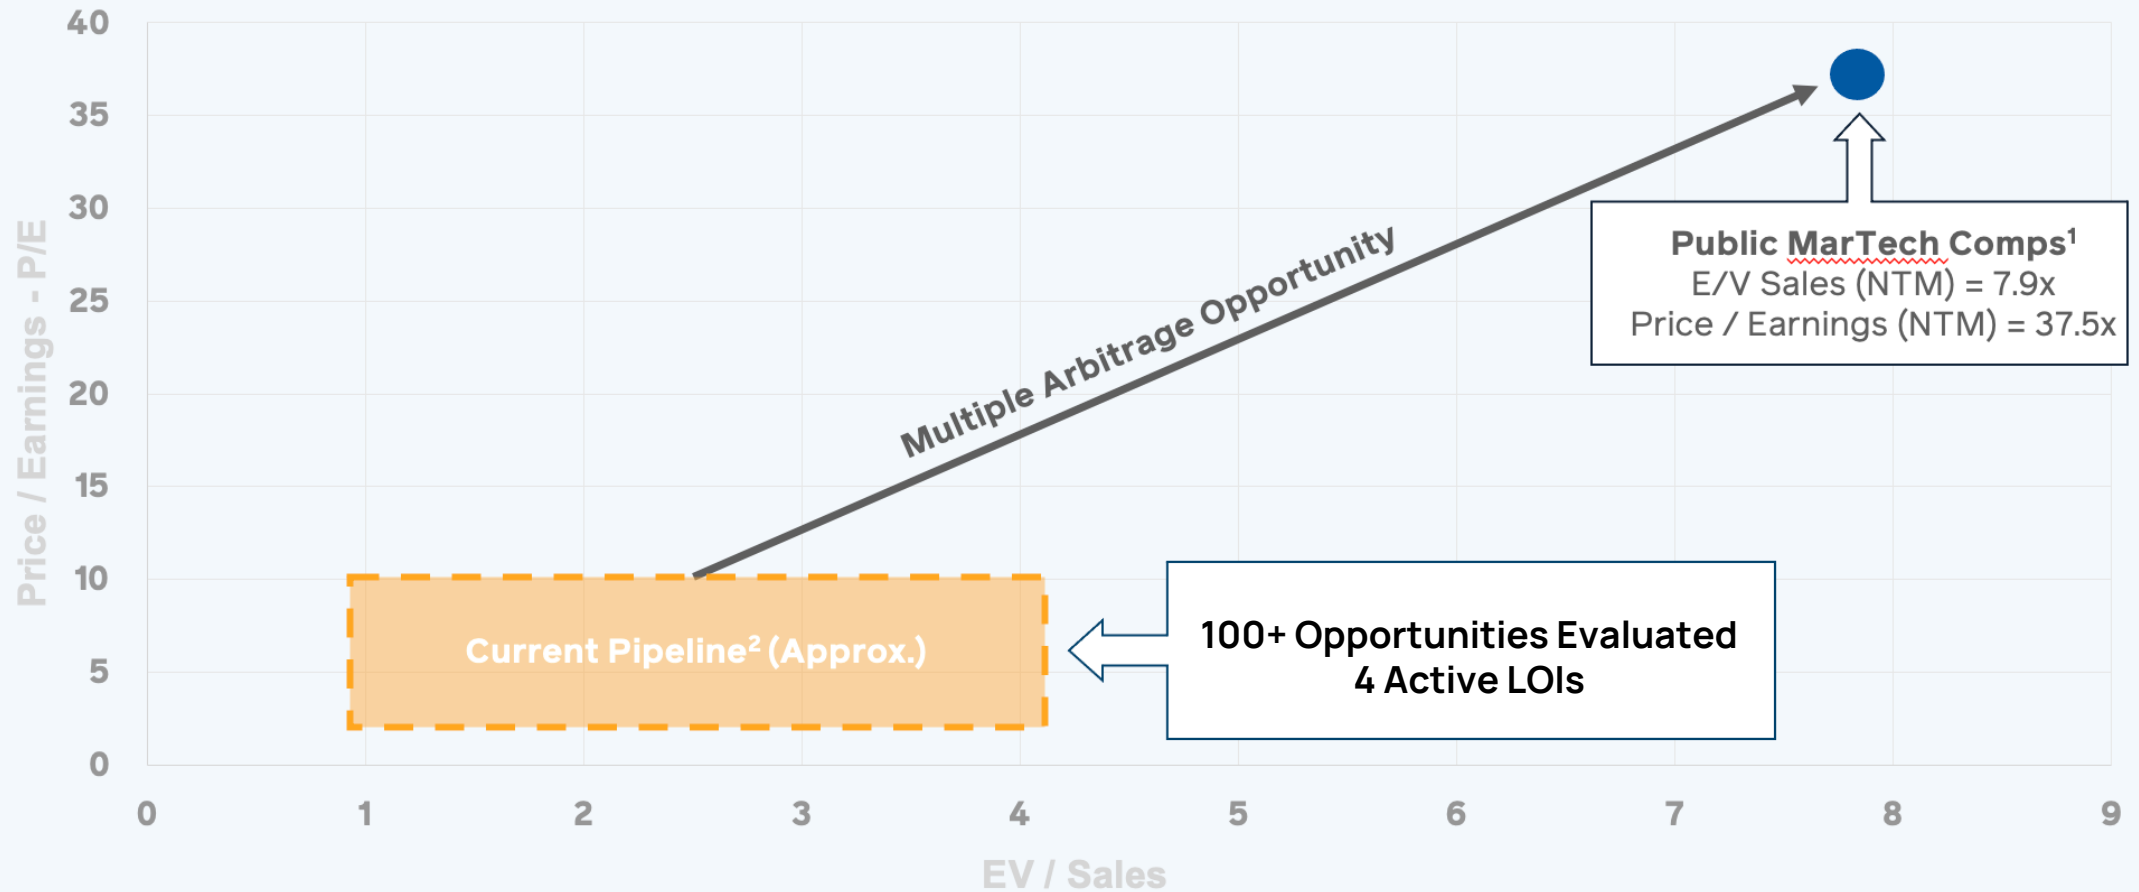 40
35
30
25
20
15
10
5
0
Price / Earnings - P/E
Multiple Arbitrage Opportunity
Public MarTech Comps¹
E/V Sales (NTM) = 7.9x
Price / Earnings (NTM) = 37.5x
Current Pipeline² (Approx.)
100+ Opportunities Evaluated
4 Active LOIs
0 1 2 3 4 5 6 7 8 9
EV / Sales